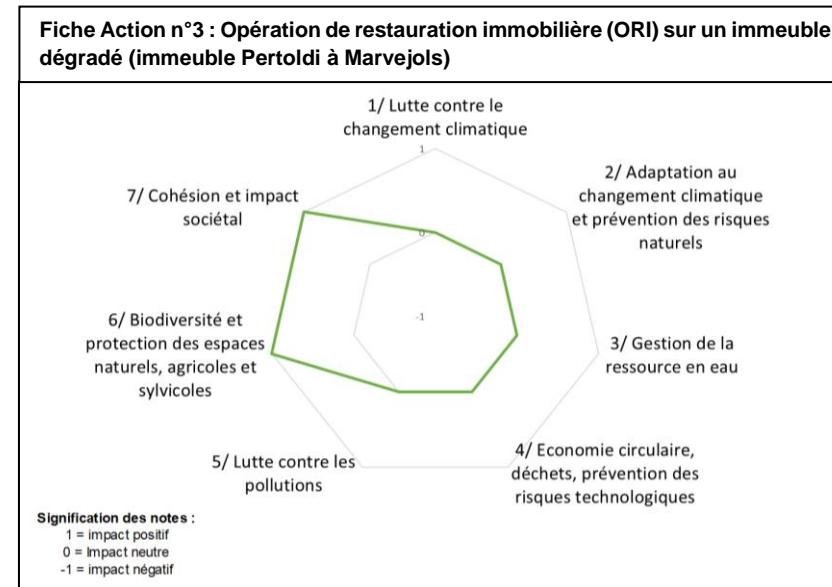 Fiche Action n°3 : Opération de restauration immobilière (ORI) sur un immeuble
dégradé (immeuble Pertoldi à Marvejols)
1/ Lutte contre le
changement climatique
1
2/ Adaptation au
changement climatique
et prévention des risques
naturels
7/ Cohésion et impact
sociétal
0
-1
6/ Biodiversité et
protection des espaces
naturels, agricoles et
sylvicoles
3/ Gestion de la
ressource en eau
5/ Lutte contre les
pollutions
4/ Economie circulaire,
déchets, prévention des
risques technologiques
Signification des notes :
1 = impact positif
0 = Impact neutre
-1 = impact négatif